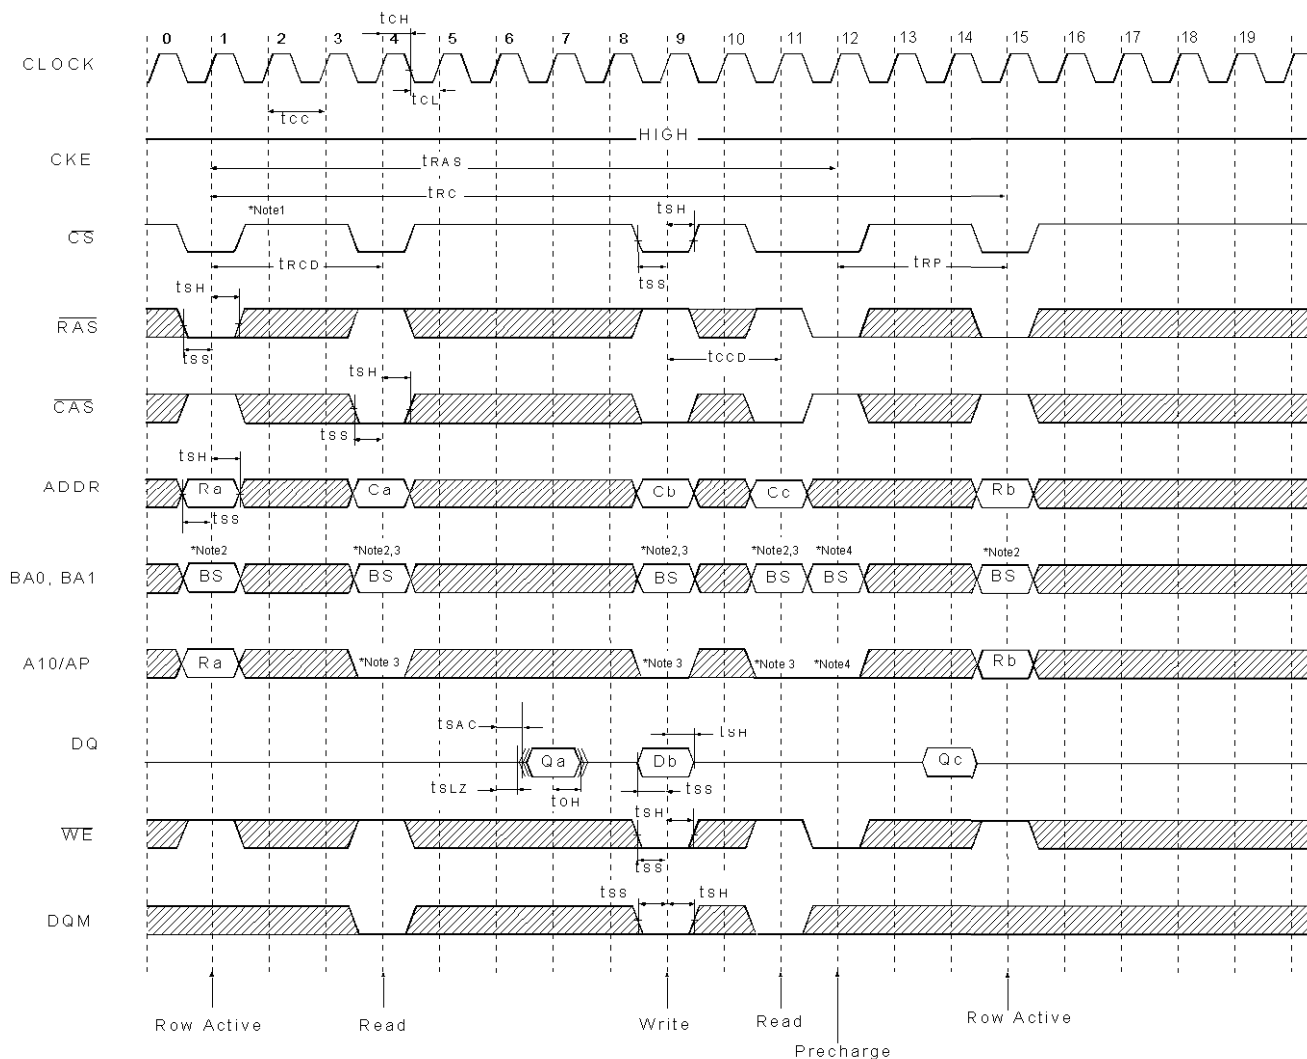 tCH
0 1 2 3 4 5 6 7 8 9 10 11 12 13 14 15 16 17 18 19
CLOCK
tCL
tCC
HIGH
CKE
tRAS
tRC
*Note1
tSH
CS
tRCD
tRP
tSS
tSH
RAS
tSS
tCCD
tSH
CAS
tSS
tSH
ADDR
Ra Ca Cb Cc Rb
tSS
*Note2 *Note2,3 *Note2,3 *Note2,3 *Note4 *Note2
BA0, BA1
BS BS BS BS BS BS
A10/AP
Ra *Note 3 *Note 3 *Note 3 *Note4 Rb
tSAC
tSH
DQ
Qa Db Qc
tSLZ
tOH
tSS
tSH
WE
tSS
tSS tSH
DQM
Row Active Read Write Read Row Active
Precharge